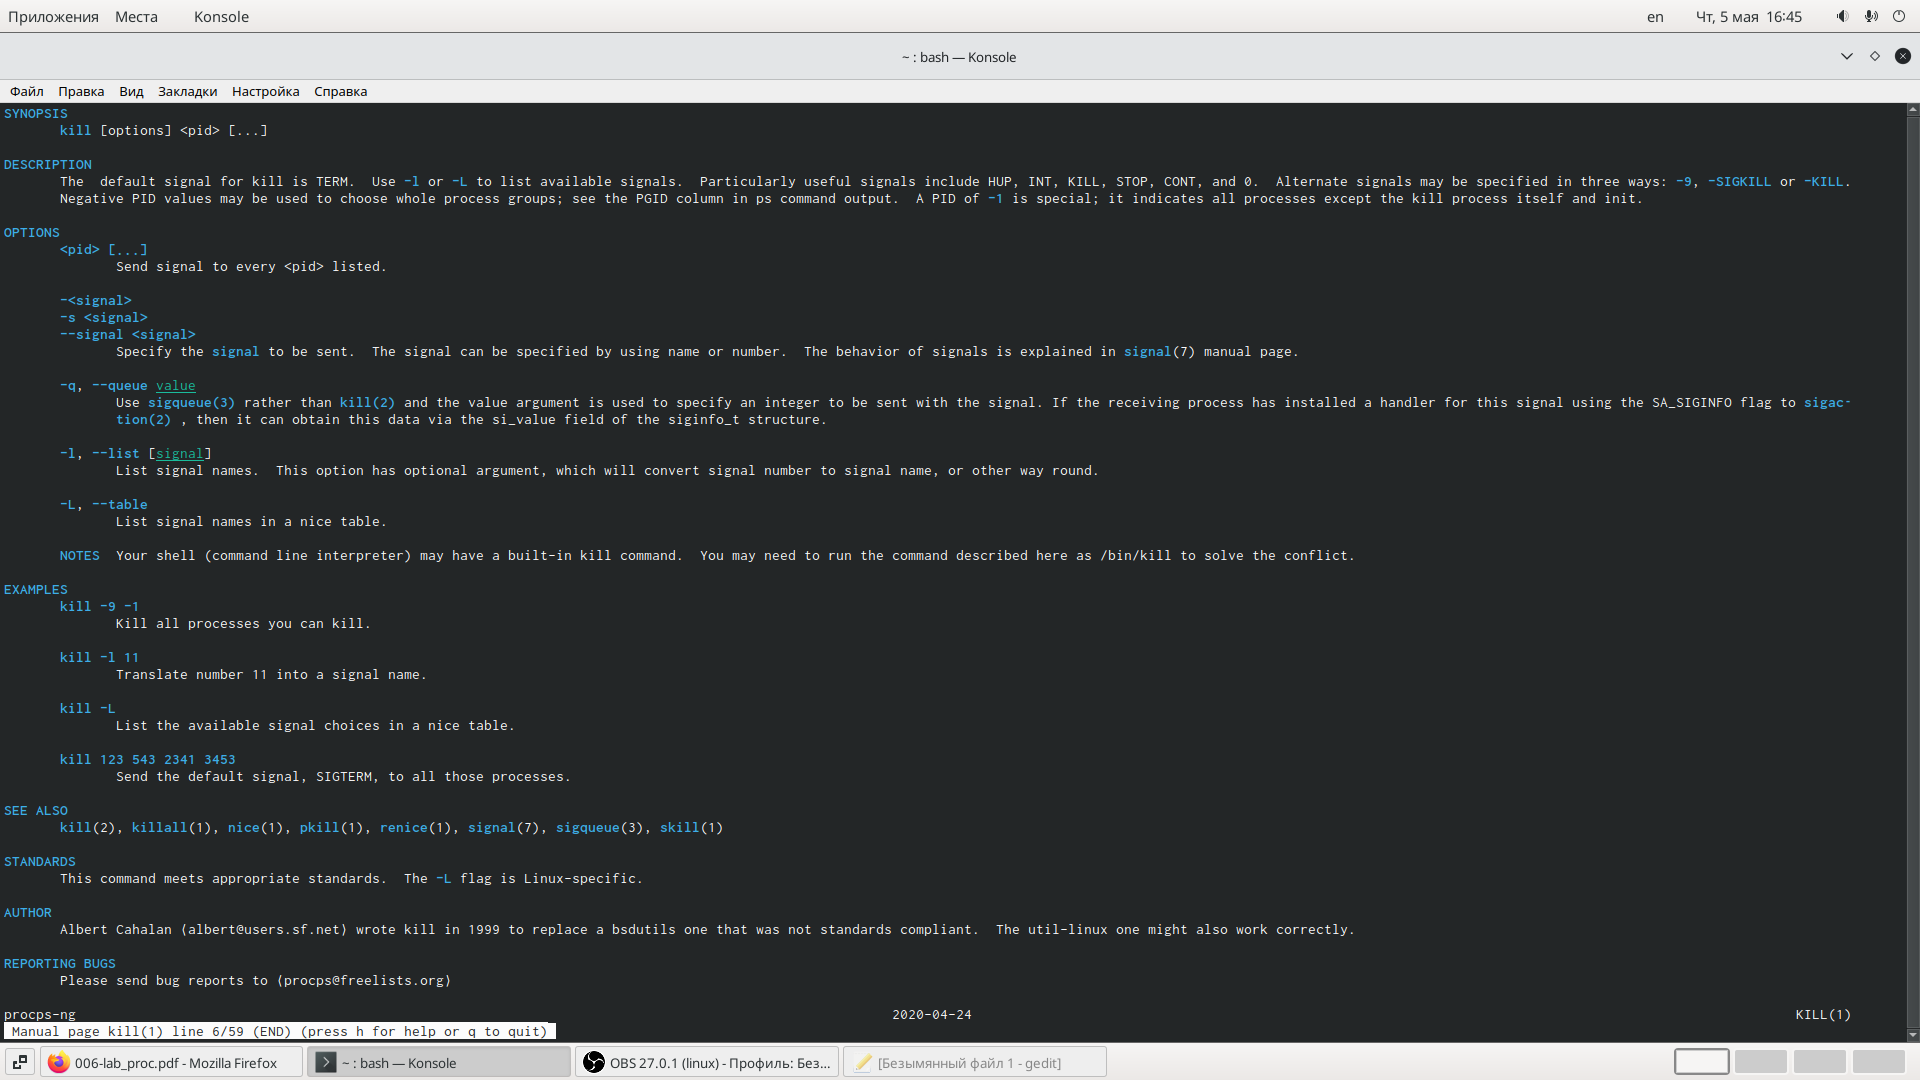 Приложения Места Konsole en Чт, 5 мая 16:45
~ : bash — Konsole
Файл Правка Вид Закладки Настройка Справка
SYNOPSIS
kill [options] <pid> [...]
DESCRIPTION
The default signal for kill is TERM. Use -l or -L to list available signals. Particularly useful signals include HUP, INT, KILL, STOP, CONT, and 0. Alternate signals may be specified in three ways: -9, -SIGKILL or -KILL.
Negative PID values may be used to choose whole process groups; see the PGID column in ps command output. A PID of -1 is special; it indicates all processes except the kill process itself and init.
OPTIONS
<pid> [...]
Send signal to every <pid> listed.
-<signal>
-s <signal>
--signal <signal>
Specify the signal to be sent. The signal can be specified by using name or number. The behavior of signals is explained in signal(7) manual page.
-q, --queue value
Use sigqueue(3) rather than kill(2) and the value argument is used to specify an integer to be sent with the signal. If the receiving process has installed a handler for this signal using the SA_SIGINFO flag to sigac-
tion(2) , then it can obtain this data via the si_value field of the siginfo_t structure.
-l, --list [signal]
List signal names. This option has optional argument, which will convert signal number to signal name, or other way round.
-L, --table
List signal names in a nice table.
NOTES Your shell (command line interpreter) may have a built-in kill command. You may need to run the command described here as /bin/kill to solve the conflict.
EXAMPLES
kill -9 -1
Kill all processes you can kill.
kill -l 11
Translate number 11 into a signal name.
kill -L
List the available signal choices in a nice table.
kill 123 543 2341 3453
Send the default signal, SIGTERM, to all those processes.
SEE ALSO
kill(2), killall(1), nice(1), pkill(1), renice(1), signal(7), sigqueue(3), skill(1)
STANDARDS
This command meets appropriate standards. The -L flag is Linux-specific.
AUTHOR
Albert Cahalan ⟨albert@users.sf.net⟩ wrote kill in 1999 to replace a bsdutils one that was not standards compliant. The util-linux one might also work correctly.
REPORTING BUGS
Please send bug reports to ⟨procps@freelists.org⟩
procps-ng 2020-04-24 KILL(1)
Manual page kill(1) line 6/59 (END) (press h for help or q to quit)
006-lab_proc.pdf - Mozilla Firefox ~ : bash — Konsole OBS 27.0.1 (linux) - Профиль: Без... [Безымянный файл 1 - gedit]